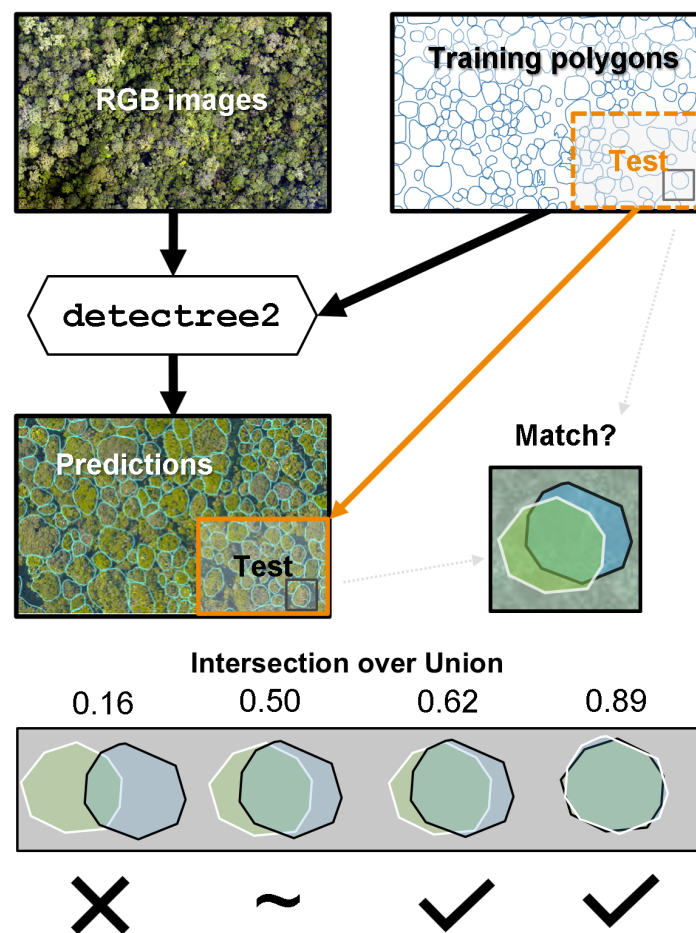 RGB images
Training polygons
Test
detectree2
Predictions
Test
Match?
Intersection over Union
0.16 0.50 0.62 0.89
~